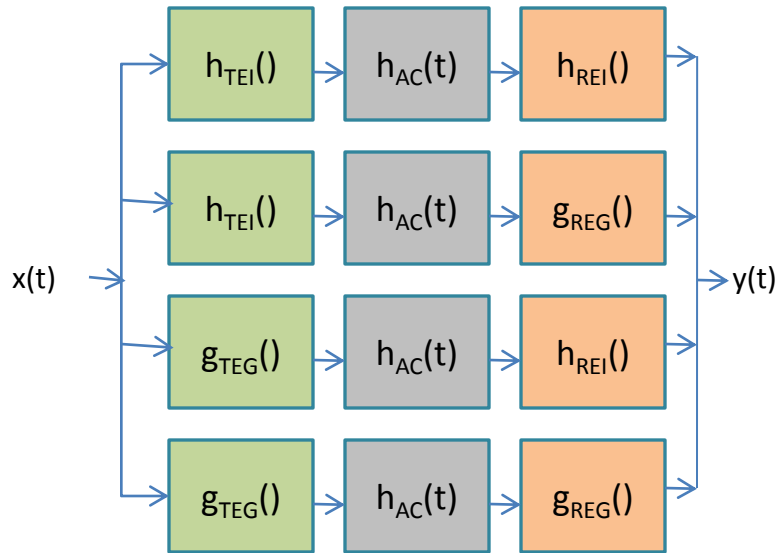 h_TEI() h_AC(t) h_REI()
h_TEI() h_AC(t) g_REG()
x(t) y(t)
g_TEG() h_AC(t) h_REI()
g_TEG() h_AC(t) g_REG()